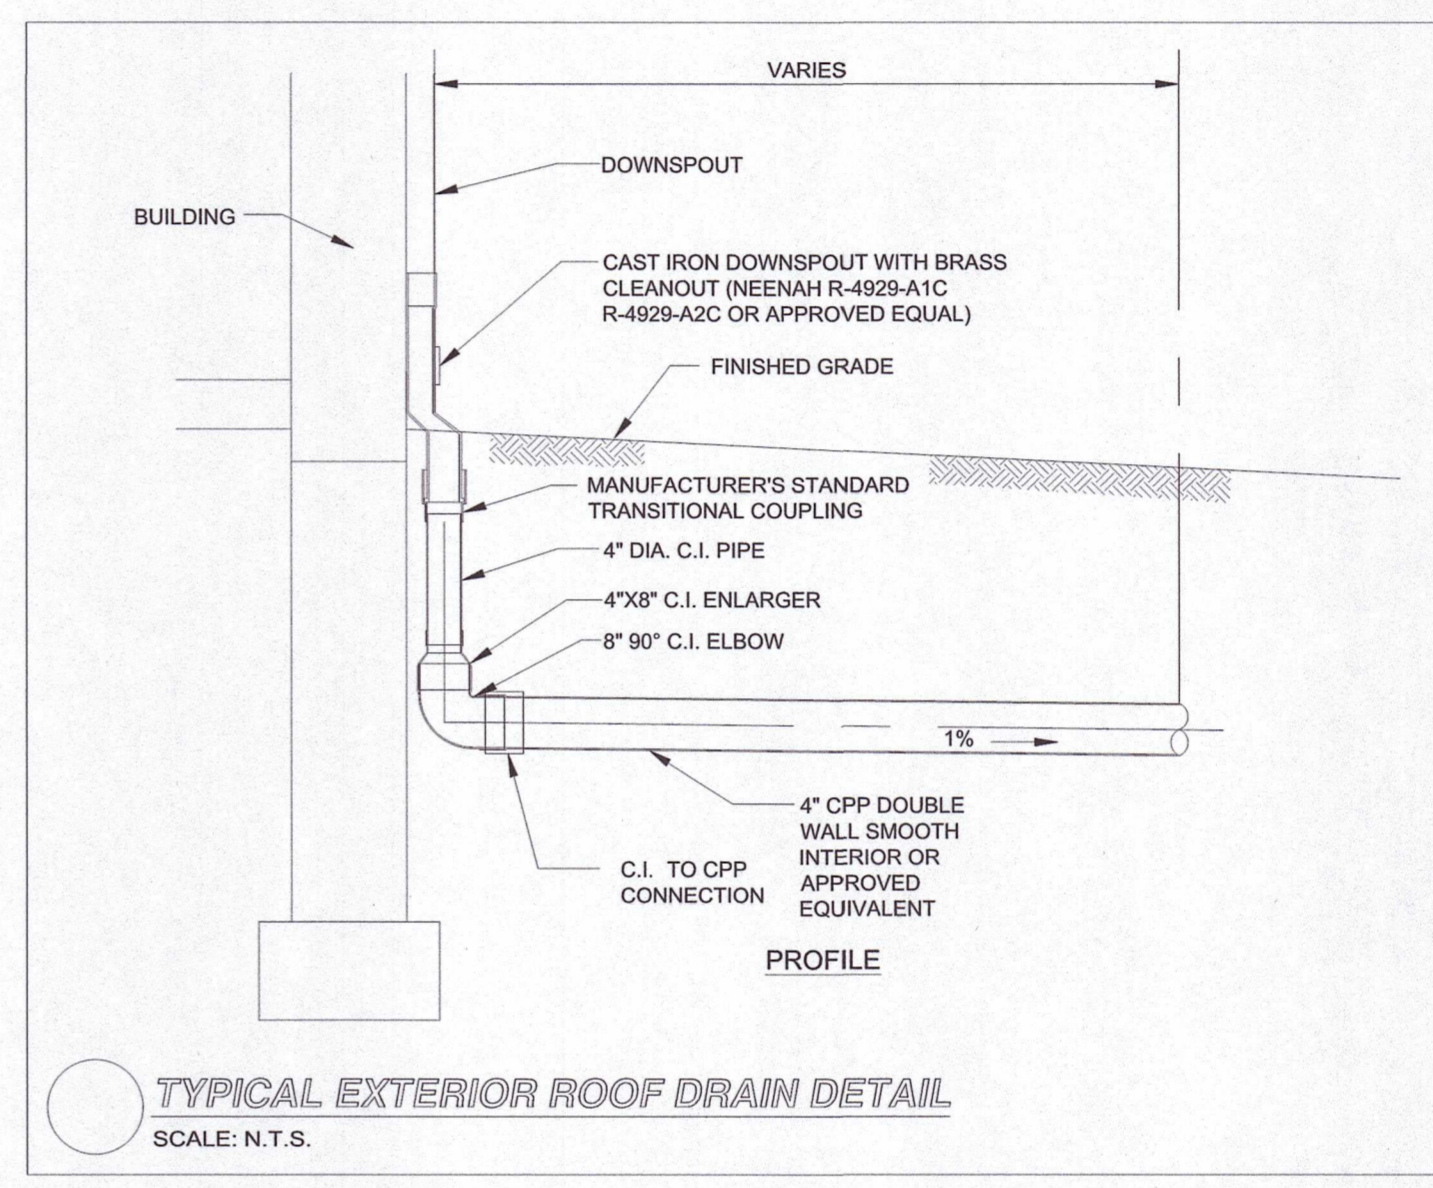 VARIES
DOWNSPOUT
BUILDING
CAST IRON DOWNSPOUT WITH BRASS
CLEANOUT (NEENAH R-4929-A1C
R-4929-A2C OR APPROVED EQUAL)
FINISHED GRADE
MANUFACTURER'S STANDARD
TRANSITIONAL COUPLING
4" DIA. C.I. PIPE
4"X8" C.I. ENLARGER
8" 90° C.I. ELBOW
1%
4" CPP DOUBLE
WALL SMOOTH
INTERIOR OR
APPROVED
EQUIVALENT
C.I. TO CPP
CONNECTION
PROFILE
TYPICAL EXTERIOR ROOF DRAIN DETAIL
SCALE: N.T.S.